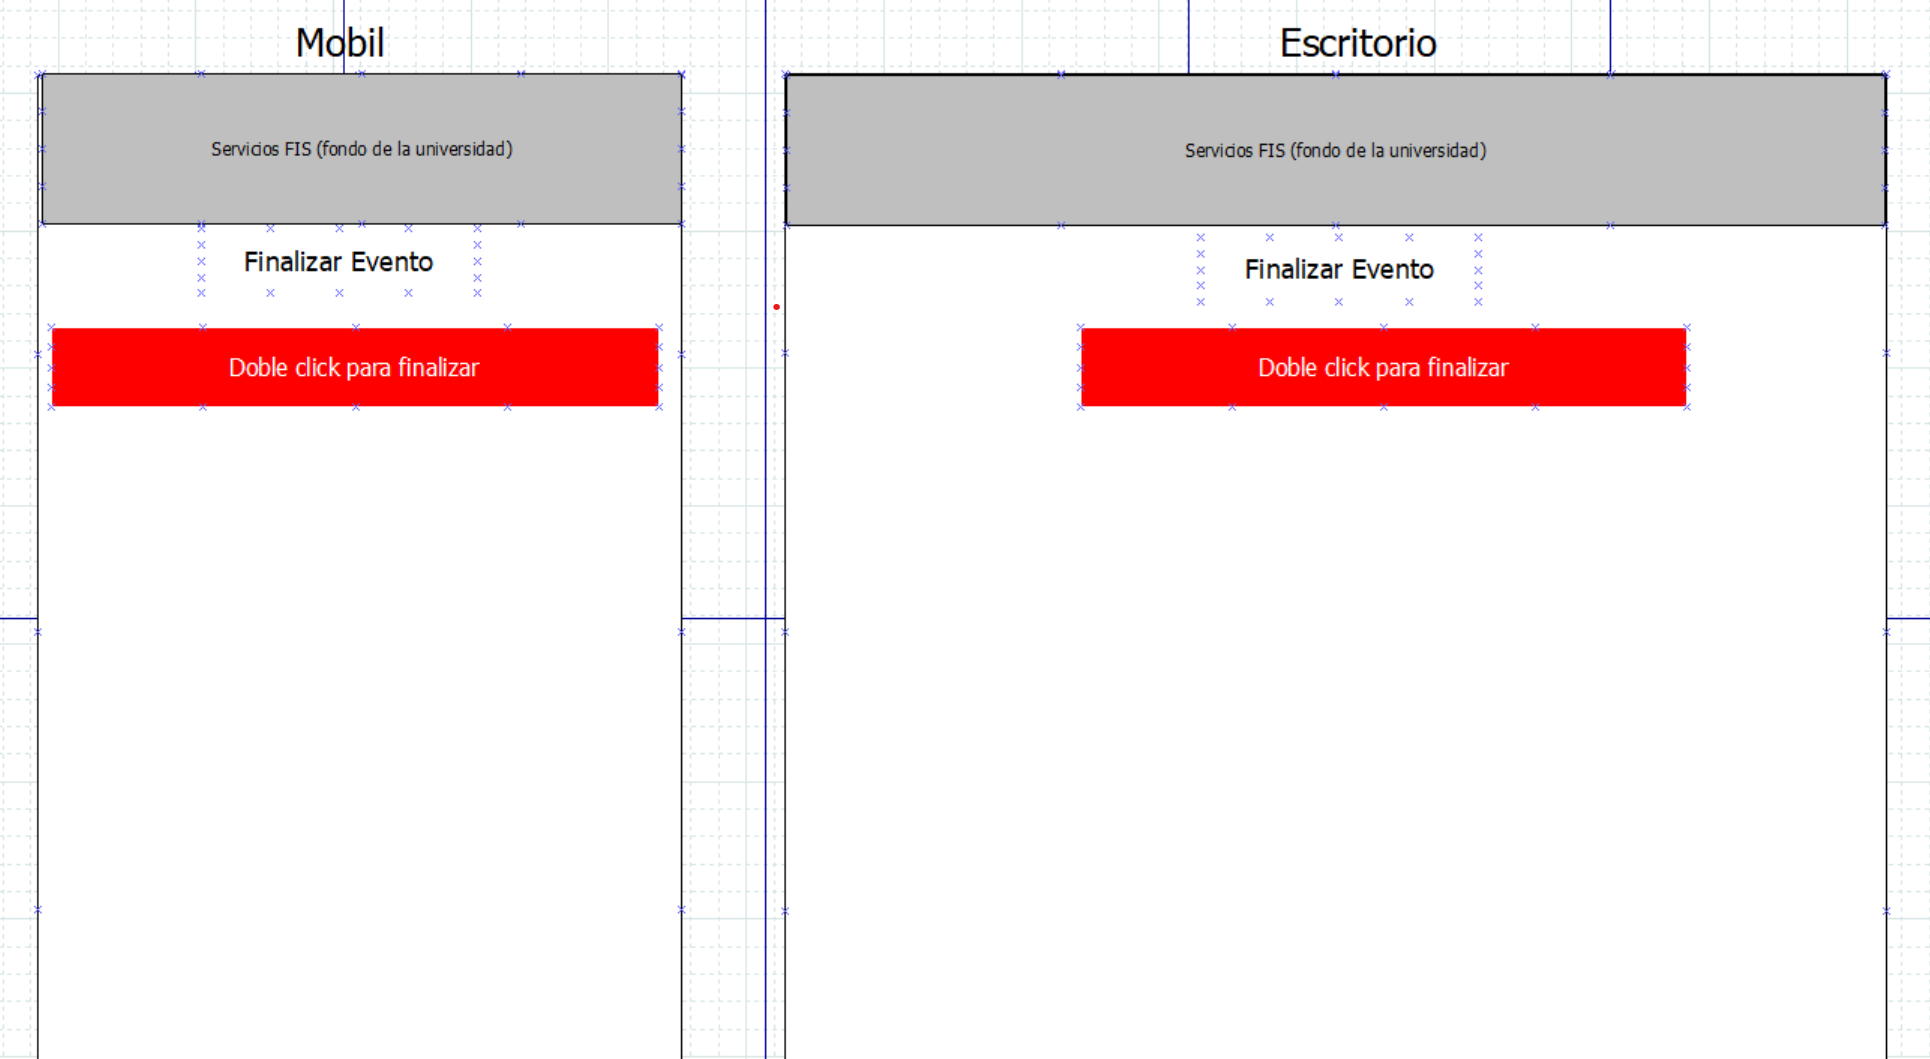 Mobil
Servicios FIS (fondo de la universidad)
Finalizar Evento
Doble click para finalizar
Escritorio
Servicios FIS (fondo de la universidad)
Finalizar Evento
Doble click para finalizar